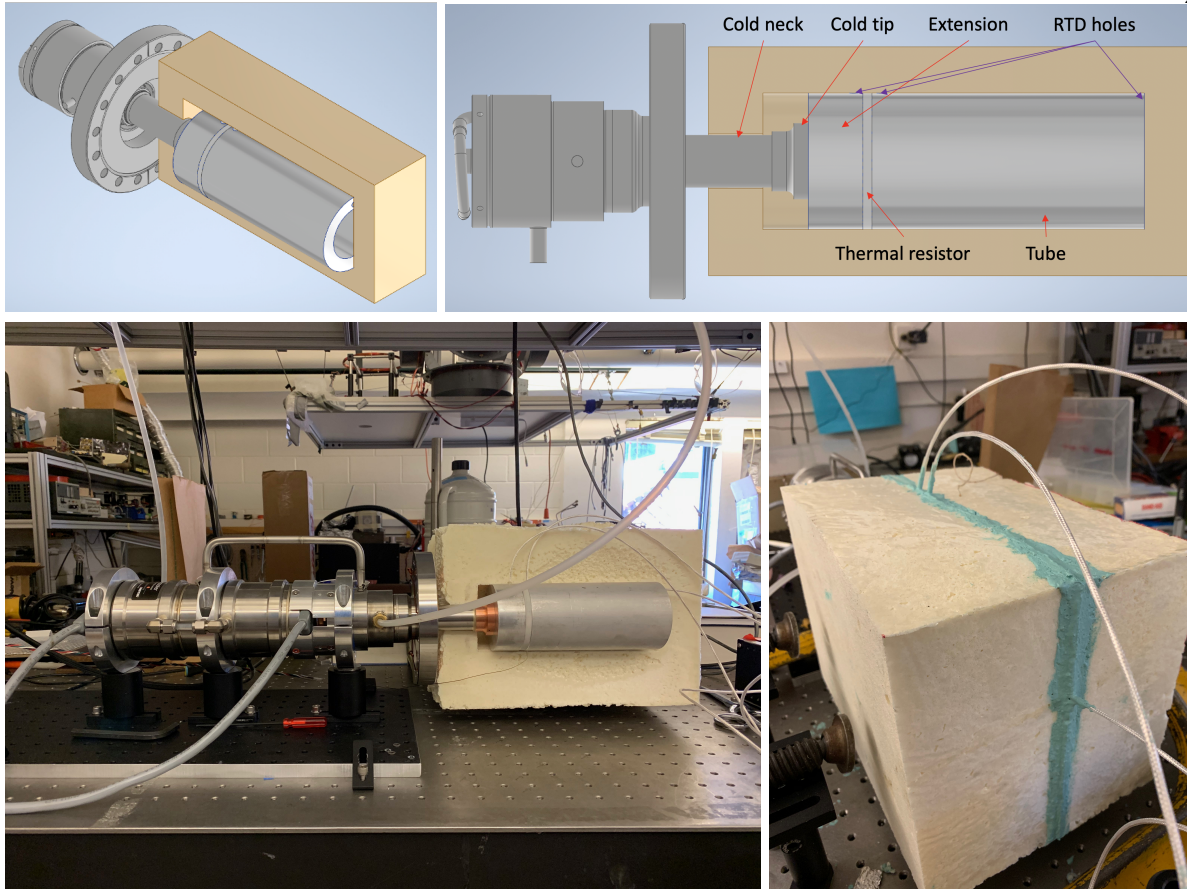 Cold neck
Cold tip
Extension
RTD holes
Thermal resistor
Tube